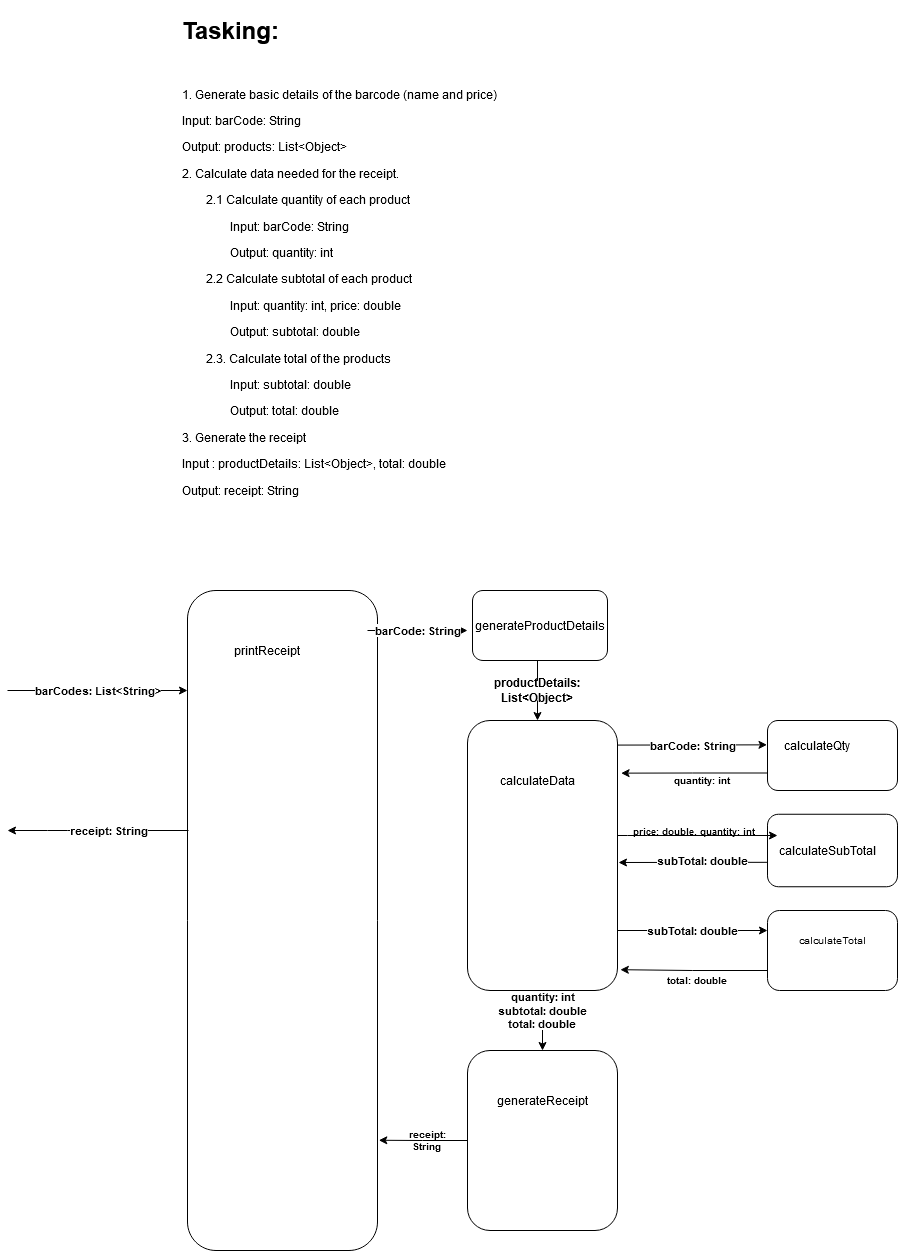 Tasking:
1. Generate basic details of the barcode (name and price)
Input: barCode: String
Output: products: List<Object>
2. Calculate data needed for the receipt.
2.1 Calculate quantity of each product
Input: barCode: String
Output: quantity: int
2.2 Calculate subtotal of each product
Input: quantity: int, price: double
Output: subtotal: double
2.3. Calculate total of the products
Input: subtotal: double
Output: total: double
3. Generate the receipt
Input : productDetails: List<Object>, total: double
Output: receipt: String
printReceipt
barCodes: List<String>
receipt: String
barCode: String
generateProductDetails
productDetails:
List<Object>
calculateData
barCode: String
calculateQty
quantity: int
price: double, quantity: int
calculateSubTotal
subTotal: double
subTotal: double
calculateTotal
total: double
quantity: int
subtotal: double
total: double
generateReceipt
receipt:
String